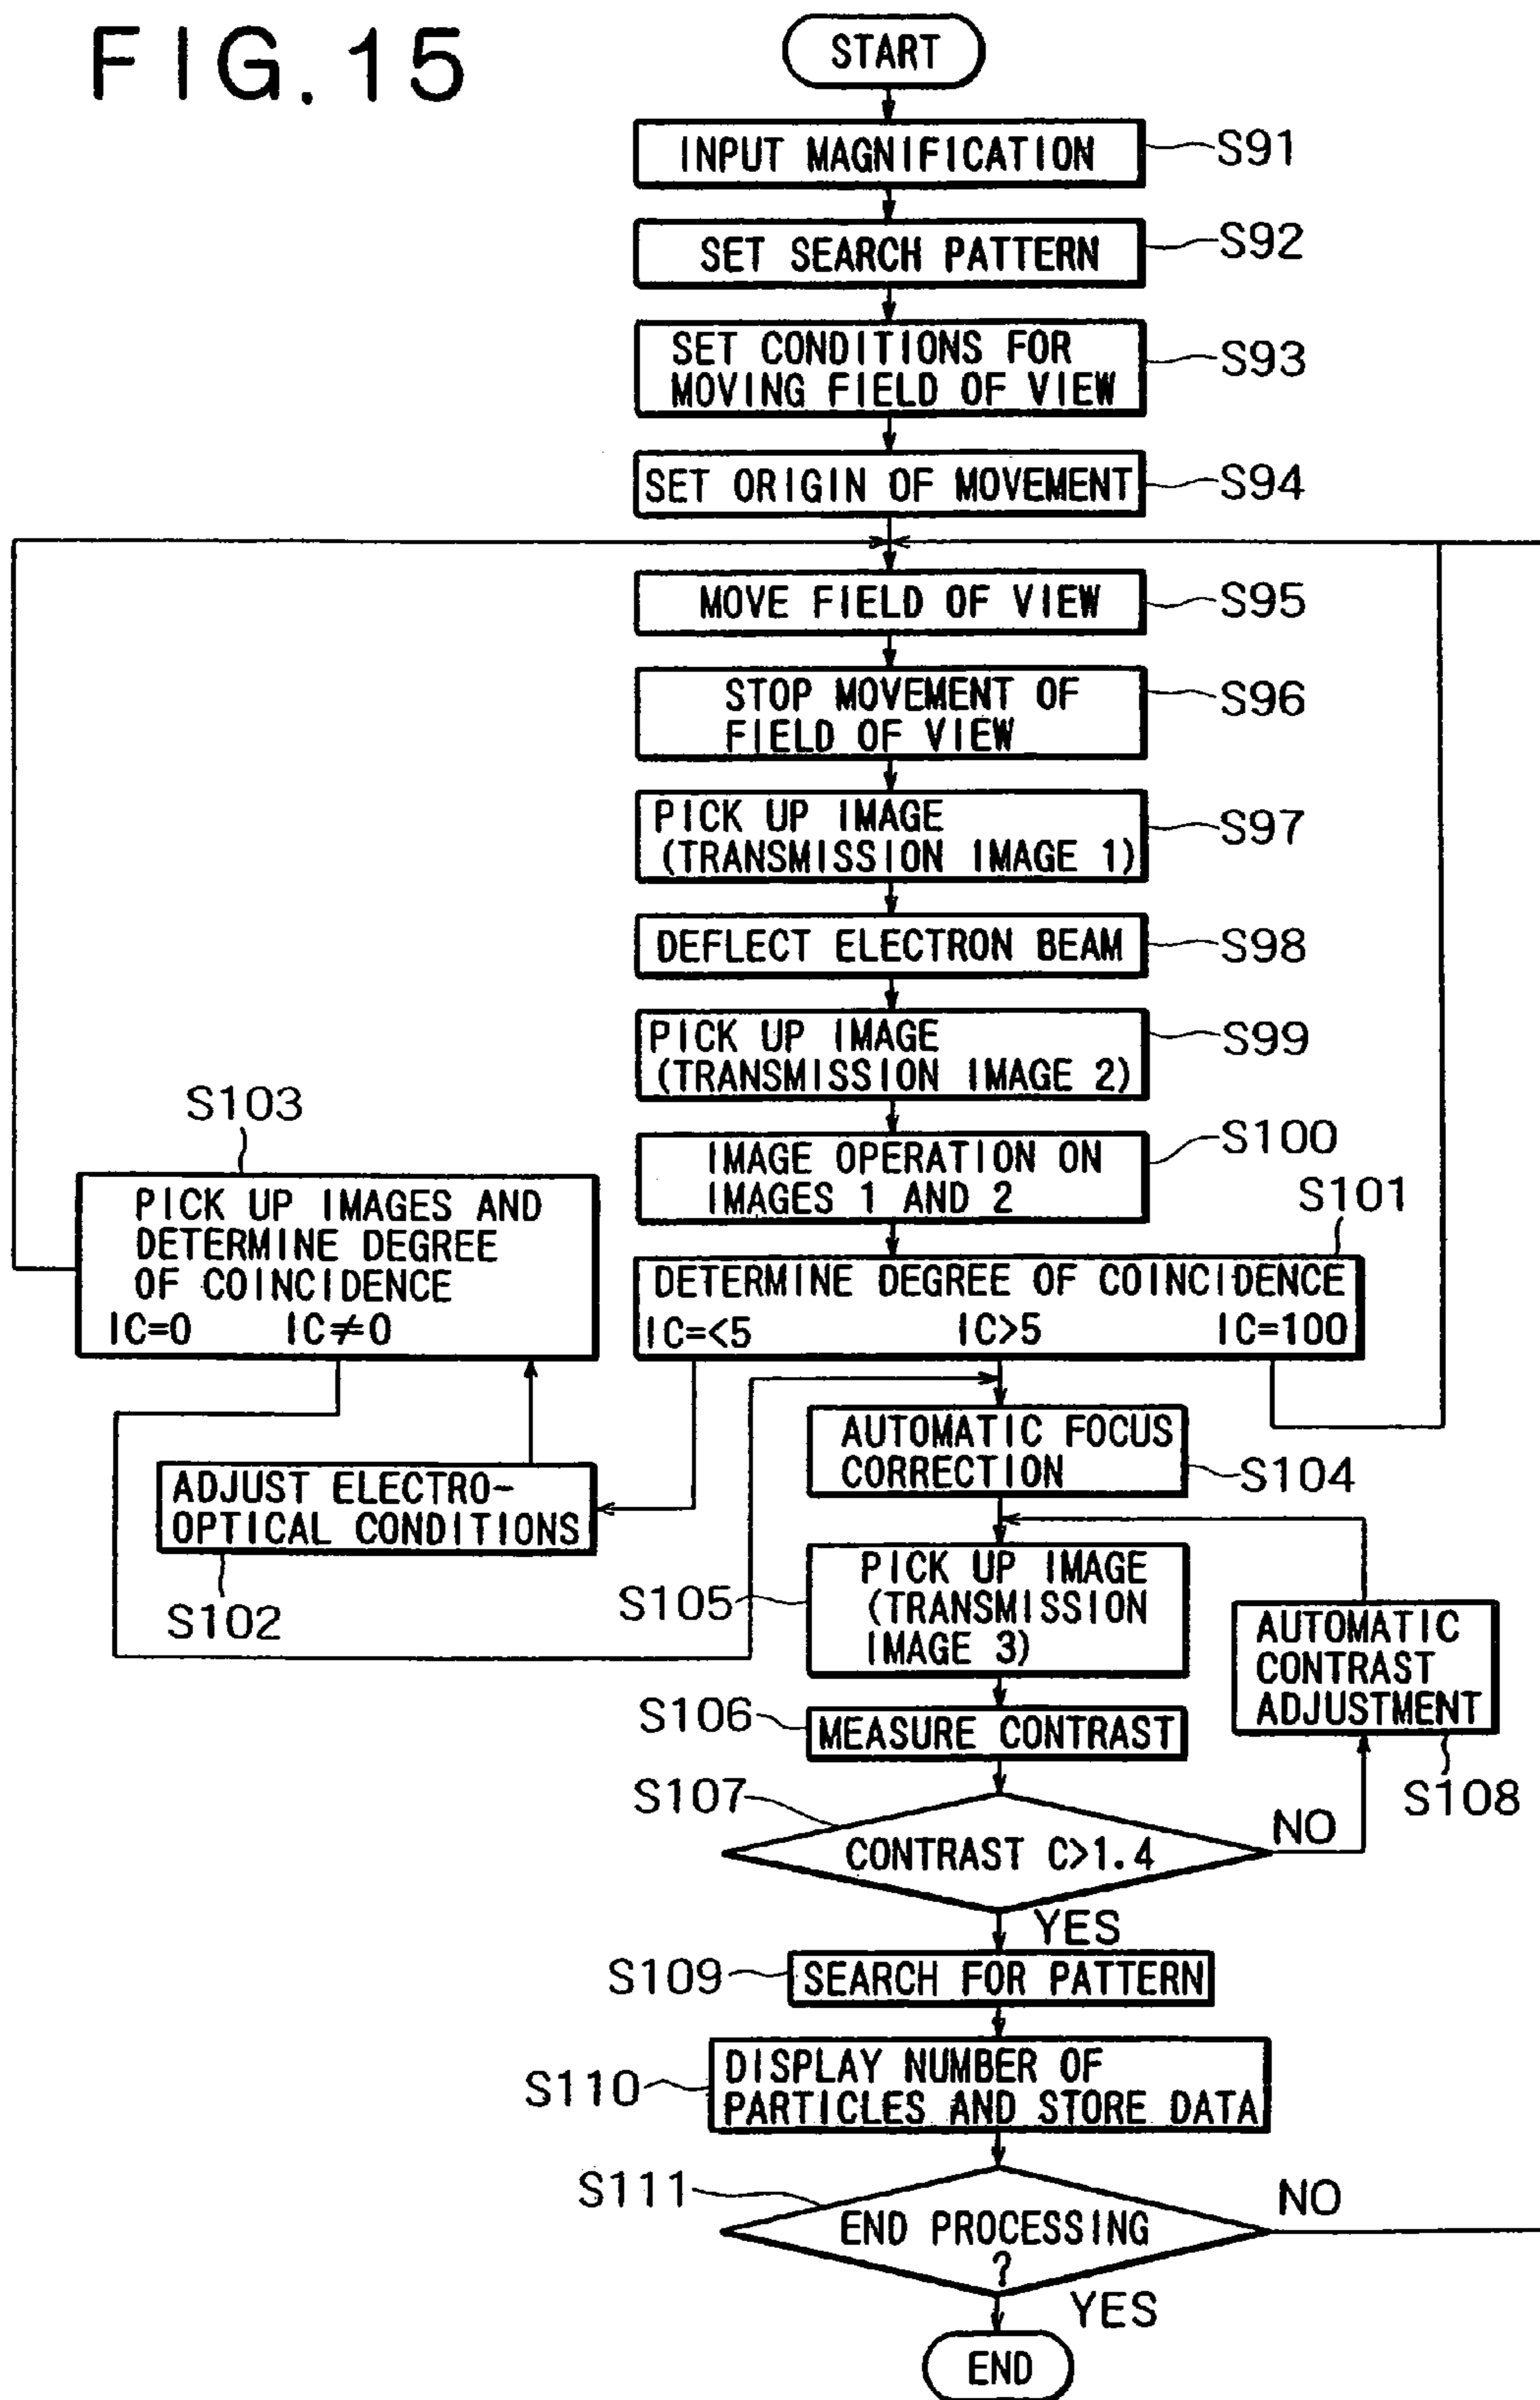 FIG. 15
START
INPUT MAGNIFICATION
S91
SET SEARCH PATTERN
S92
SET CONDITIONS FOR
MOVING FIELD OF VIEW
S93
SET ORIGIN OF MOVEMENT
S94
MOVE FIELD OF VIEW
S95
STOP MOVEMENT OF
FIELD OF VIEW
S96
PICK UP IMAGE
(TRANSMISSION IMAGE 1)
S97
DEFLECT ELECTRON BEAM
S98
PICK UP IMAGE
(TRANSMISSION IMAGE 2)
S99
IMAGE OPERATION ON
IMAGES 1 AND 2
S100
S101
DETERMINE DEGREE OF COINCIDENCE
IC=<5 IC>5 IC=100
S103
PICK UP IMAGES AND
DETERMINE DEGREE
OF COINCIDENCE
IC=0 IC≠0
ADJUST ELECTRO-
OPTICAL CONDITIONS
S102
AUTOMATIC FOCUS
CORRECTION
S104
S105
PICK UP IMAGE
(TRANSMISSION
IMAGE 3)
AUTOMATIC
CONTRAST
ADJUSTMENT
S108
S106
MEASURE CONTRAST
S107
CONTRAST C>1.4
NO
YES
S109
SEARCH FOR PATTERN
S110
DISPLAY NUMBER OF
PARTICLES AND STORE DATA
S111
END PROCESSING
?
NO
YES
END